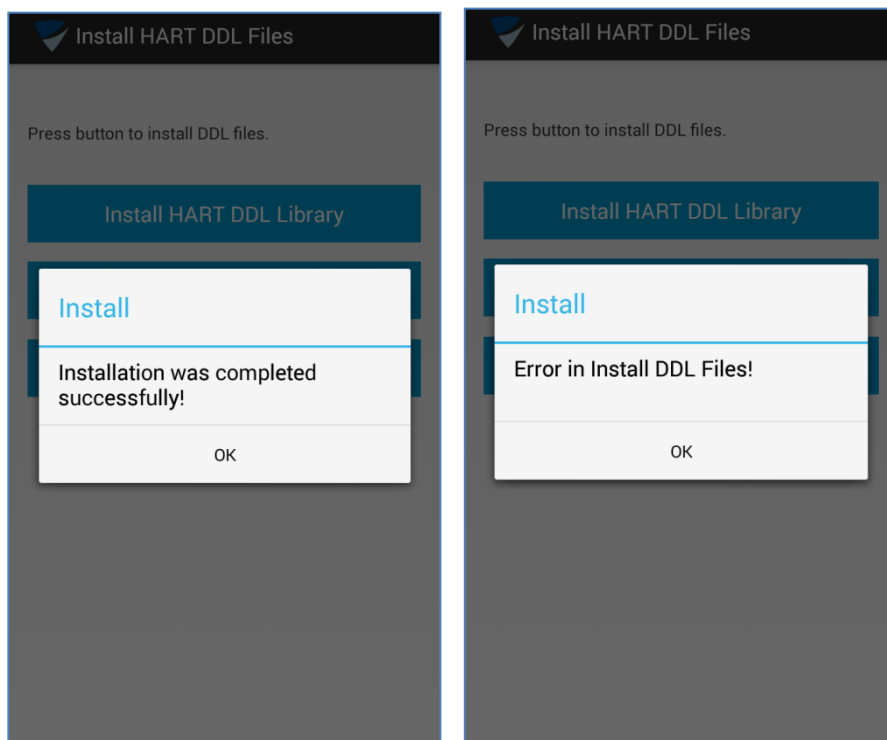 Install HART DDL Files
Press button to install DDL files.
Install HART DDL Library
Install
Installation was completed
successfully!
OK
Install HART DDL Files
Press button to install DDL files.
Install HART DDL Library
Install
Error in Install DDL Files!
OK